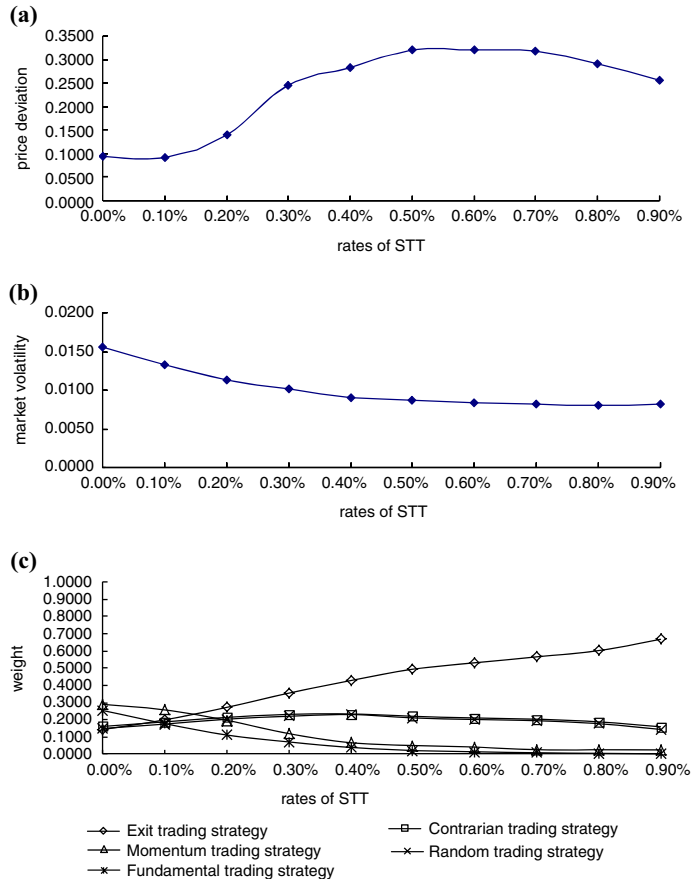 (a)
price deviation
0.3500
0.3000
0.2500
0.2000
0.1500
0.1000
0.0500
0.0000
0.00% 0.10% 0.20% 0.30% 0.40% 0.50% 0.60% 0.70% 0.80% 0.90%
rates of STT
(b)
market volatility
0.0200
0.0150
0.0100
0.0050
0.0000
0.00% 0.10% 0.20% 0.30% 0.40% 0.50% 0.60% 0.70% 0.80% 0.90%
rates of STT
(c)
weight
1.0000
0.9000
0.8000
0.7000
0.6000
0.5000
0.4000
0.3000
0.2000
0.1000
0.0000
0.00% 0.10% 0.20% 0.30% 0.40% 0.50% 0.60% 0.70% 0.80% 0.90%
rates of STT
Exit trading strategy
Contrarian trading strategy
Momentum trading strategy
Random trading strategy
Fundamental trading strategy